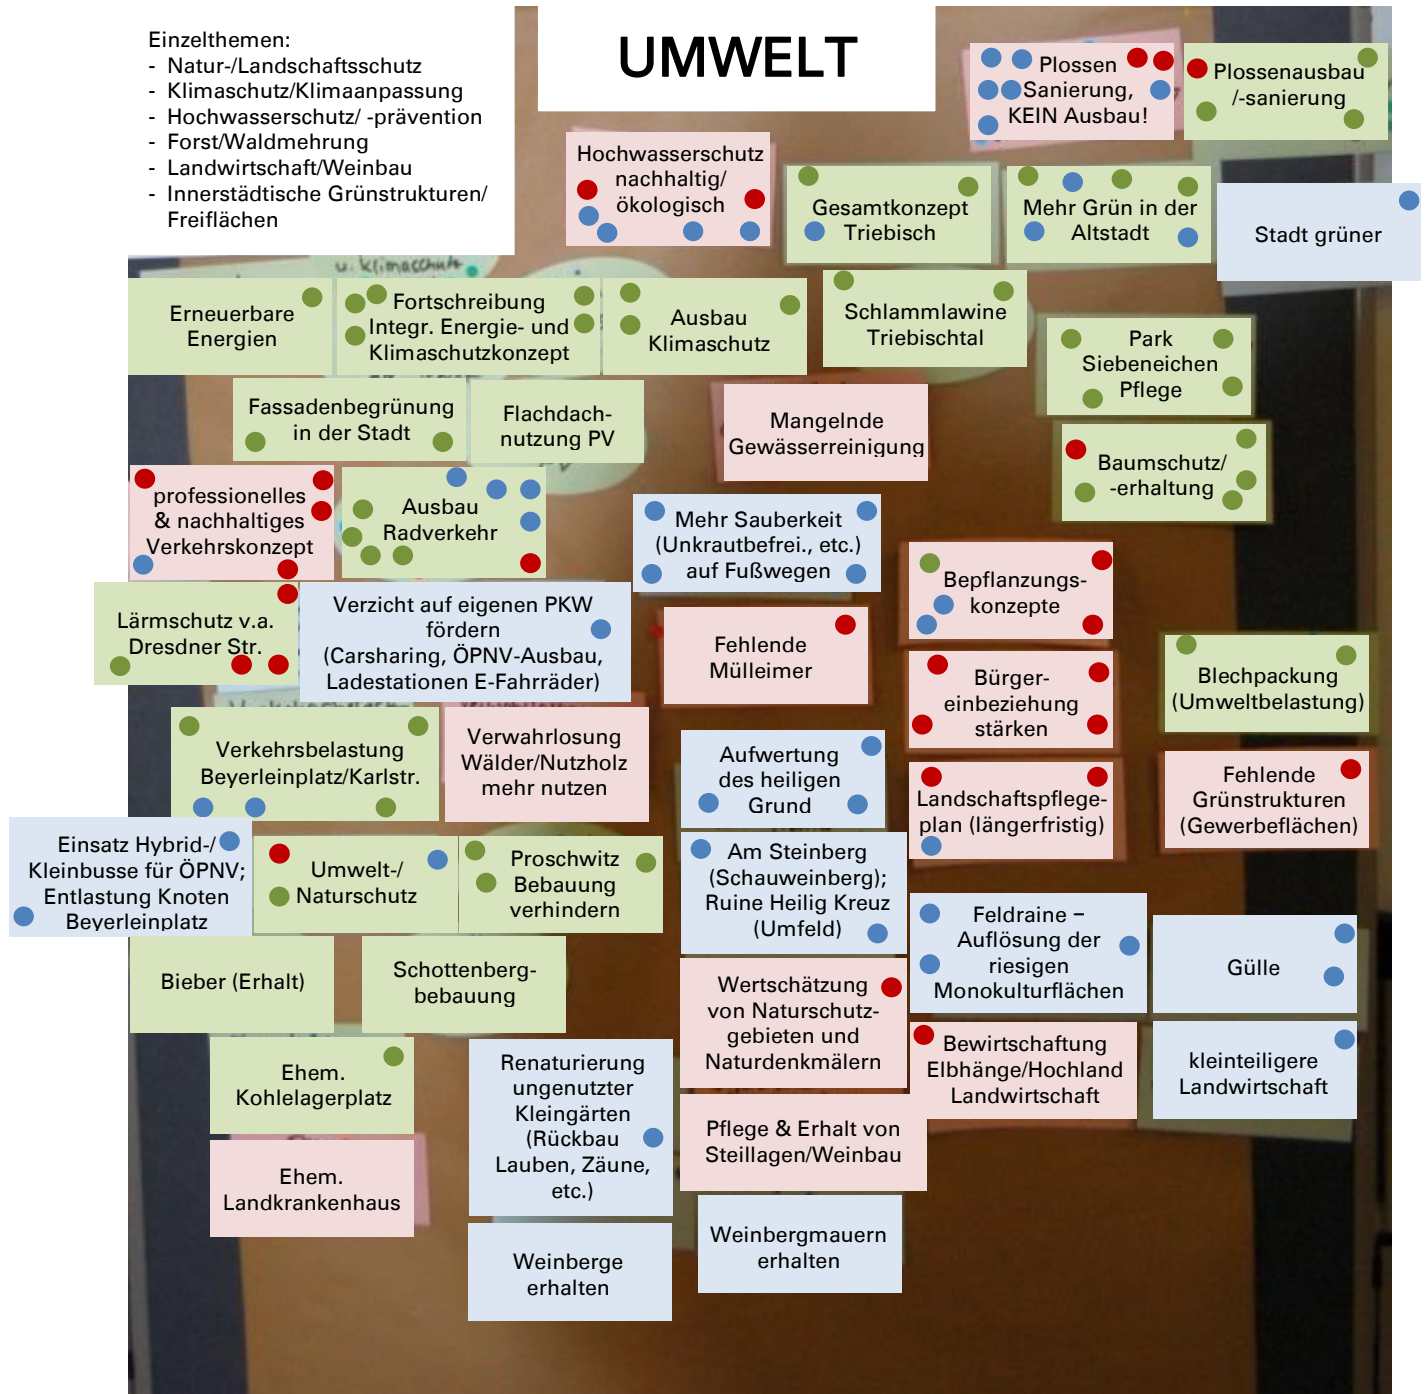 Einzelthemen:
- Natur-/Landschaftsschutz
- Klimaschutz/Klimaanpassung
- Hochwasserschutz/ -prävention
- Forst/Waldmehrung
- Landwirtschaft/Weinbau
- Innerstädtische Grünstrukturen/
Freiflächen
UMWELT
Plossen
Sanierung,
KEIN Ausbau!
Plossenausbau
/-sanierung
Hochwasserschutz
nachhaltig/
ökologisch
Gesamtkonzept
Triebisch
Mehr Grün in der
Altstadt
Stadt grüner
u. Klimaschutz
Erneuerbare
Energien
Fortschreibung
Integr. Energie- und
Klimaschutzkonzept
Ausbau
Klimaschutz
Schlammlawine
Triebischtal
Park
Siebeneichen
Pflege
Fassadenbegrünung
in der Stadt
Flachdach-
nutzung PV
Mangelnde
Gewässerreinigung
Baumschutz/
-erhaltung
professionelles
& nachhaltiges
Verkehrskonzept
Ausbau
Radverkehr
Mehr Sauberkeit
(Unkrautbefrei., etc.)
auf Fußwegen
Bepflanzungs-
konzepte
Lärmschutz v.a.
Dresdner Str.
Verzicht auf eigenen PKW
fördern
(Carsharing, ÖPNV-Ausbau,
Ladestationen E-Fahrräder)
Fehlende
Mülleimer
Bürger-
einbeziehung
stärken
Blechpackung
(Umweltbelastung)
Verkehrsbelastung
Beyerleinplatz/Karlstr.
Verwahrlosung
Wälder/Nutzholz
mehr nutzen
Aufwertung
des heiligen
Grund
Landschaftspflege-
plan (längerfristig)
Fehlende
Grünstrukturen
(Gewerbeflächen)
Einsatz Hybrid-/
Kleinbusse für ÖPNV;
Entlastung Knoten
Beyerleinplatz
Umwelt-/
Naturschutz
Proschwitz
Bebauung
verhindern
Am Steinberg
(Schauweinberg);
Ruine Heilig Kreuz
(Umfeld)
Feldraine –
Auflösung der
riesigen
Monokulturflächen
Gülle
Bieber (Erhalt)
Schottenberg-
bebauung
Wertschätzung
von Naturschutz-
gebieten und
Naturdenkmälern
Bewirtschaftung
Elbhänge/Hochland
Landwirtschaft
kleinteiligere
Landwirtschaft
Ehem.
Kohlelagerplatz
Renaturierung
ungenutzter
Kleingärten
(Rückbau
Lauben, Zäune,
etc.)
Pflege & Erhalt von
Steillagen/Weinbau
Ehem.
Landkrankenhaus
Weinberge
erhalten
Weinbergmauern
erhalten